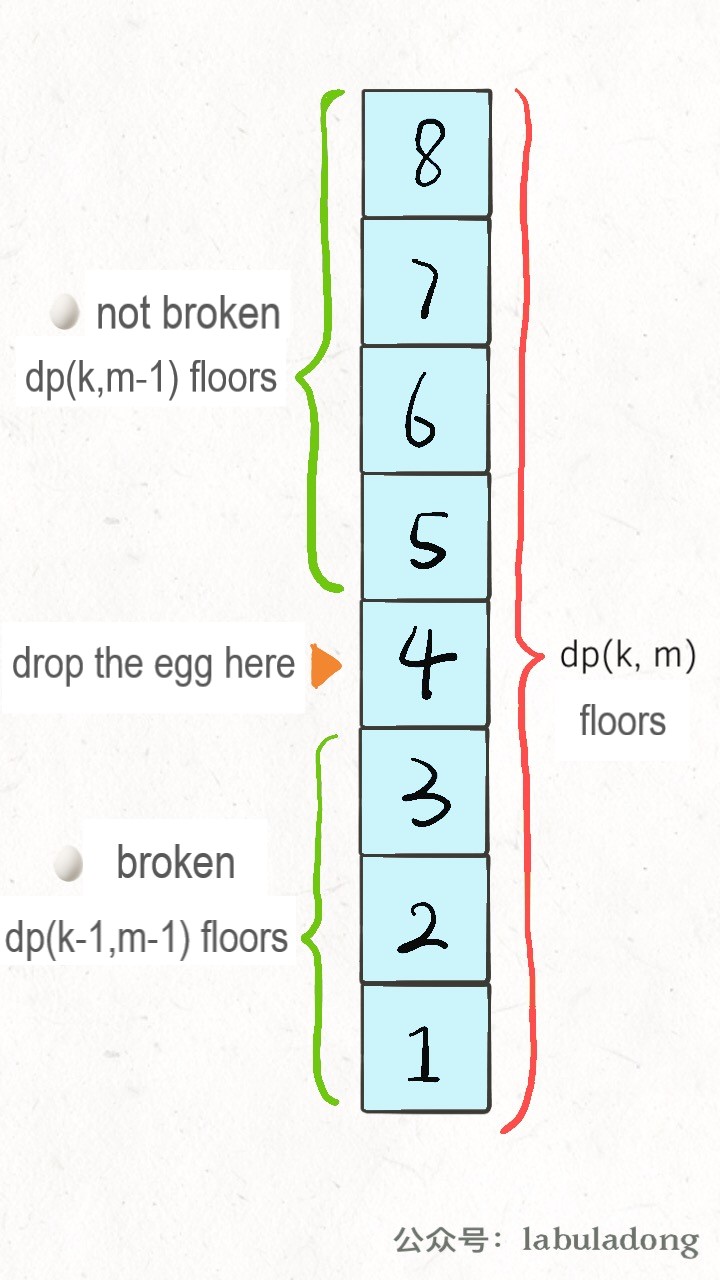 8
7
not broken
dp(k,m-1) floors
6
5
drop the egg here
4
dp(k, m)
floors
3
broken
2
dp(k-1,m-1) floors
1
公众号：labuladong